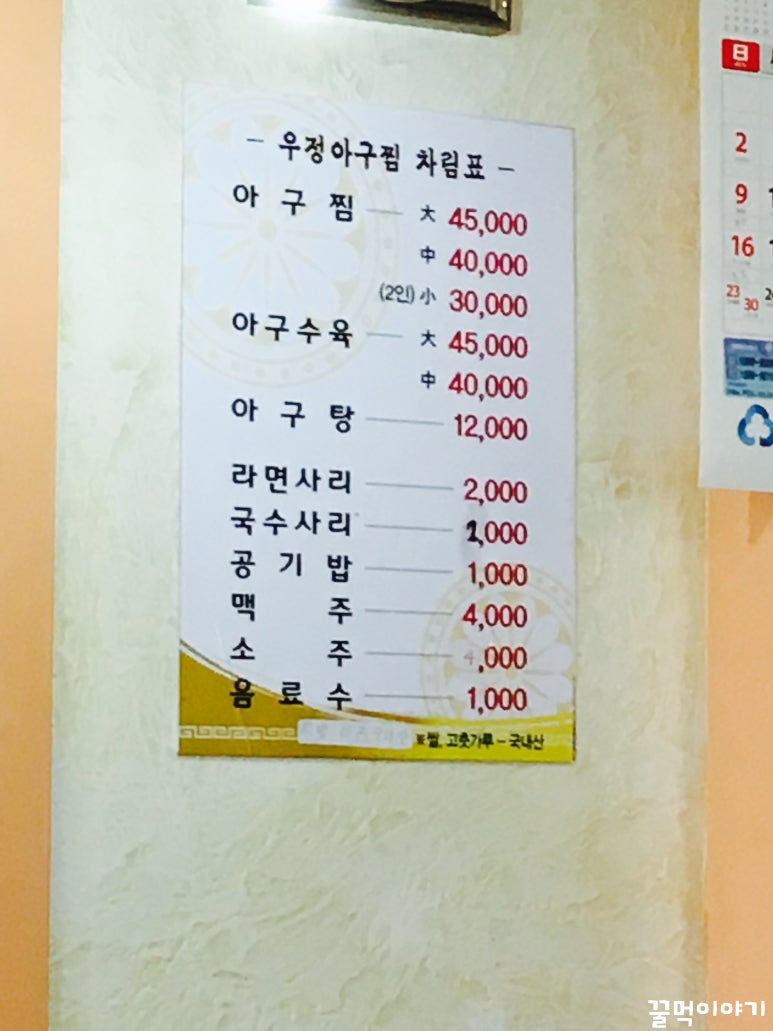 - 우정아구찜 차림표 -
아 구 찜 大 45,000
中 40,000
(2인) 小 30,000
아구수육 大 45,000
中 40,000
아 구 탕 12,000
라면사리 2,000
국수사리 1,000
공 기 밥 1,000
맥 주 4,000
소 주 4,000
음 료 수 1,000
※쌀, 고춧가루 - 국내산
日
2
9
16
23
30
꿀먹이야기